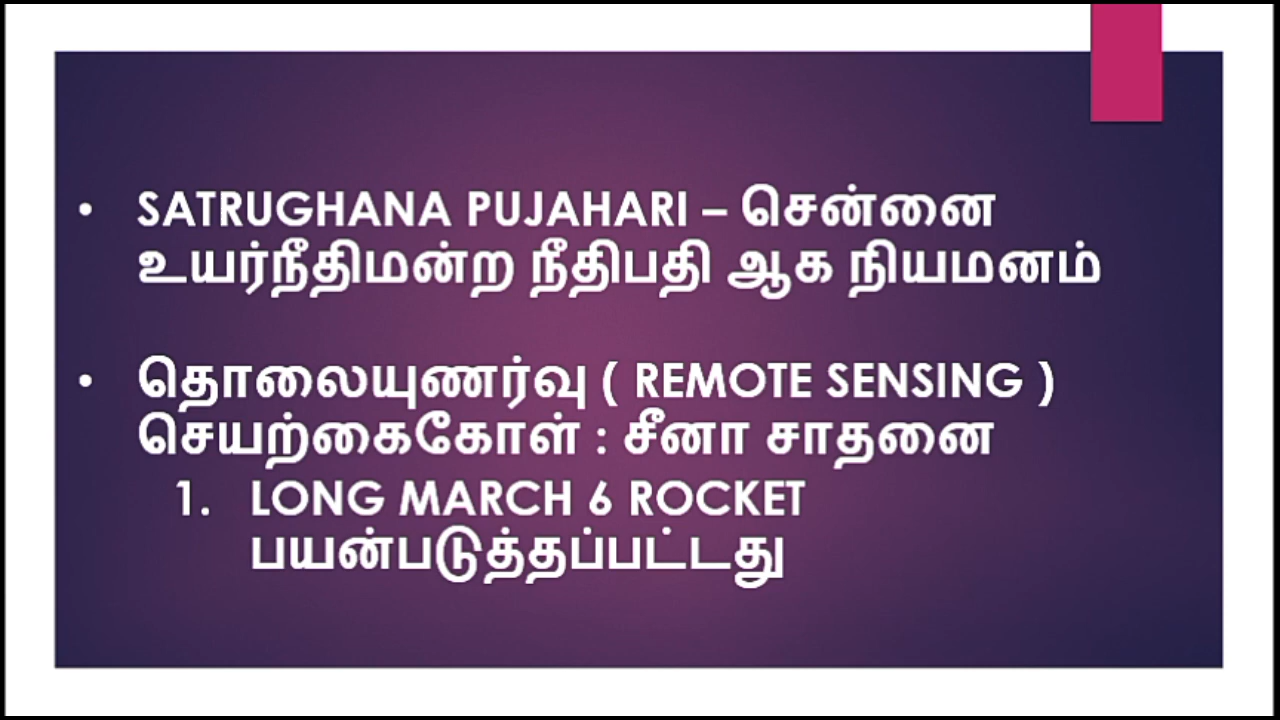 • SATRUGHANA PUJAHARI – சென்னை
உயர்நீதிமன்ற நீதிபதி ஆக நியமனம்
• தொலையுணர்வு ( REMOTE SENSING )
செயற்கைகோள் : சீனா சாதனை
1. LONG MARCH 6 ROCKET
பயன்படுத்தப்பட்டது